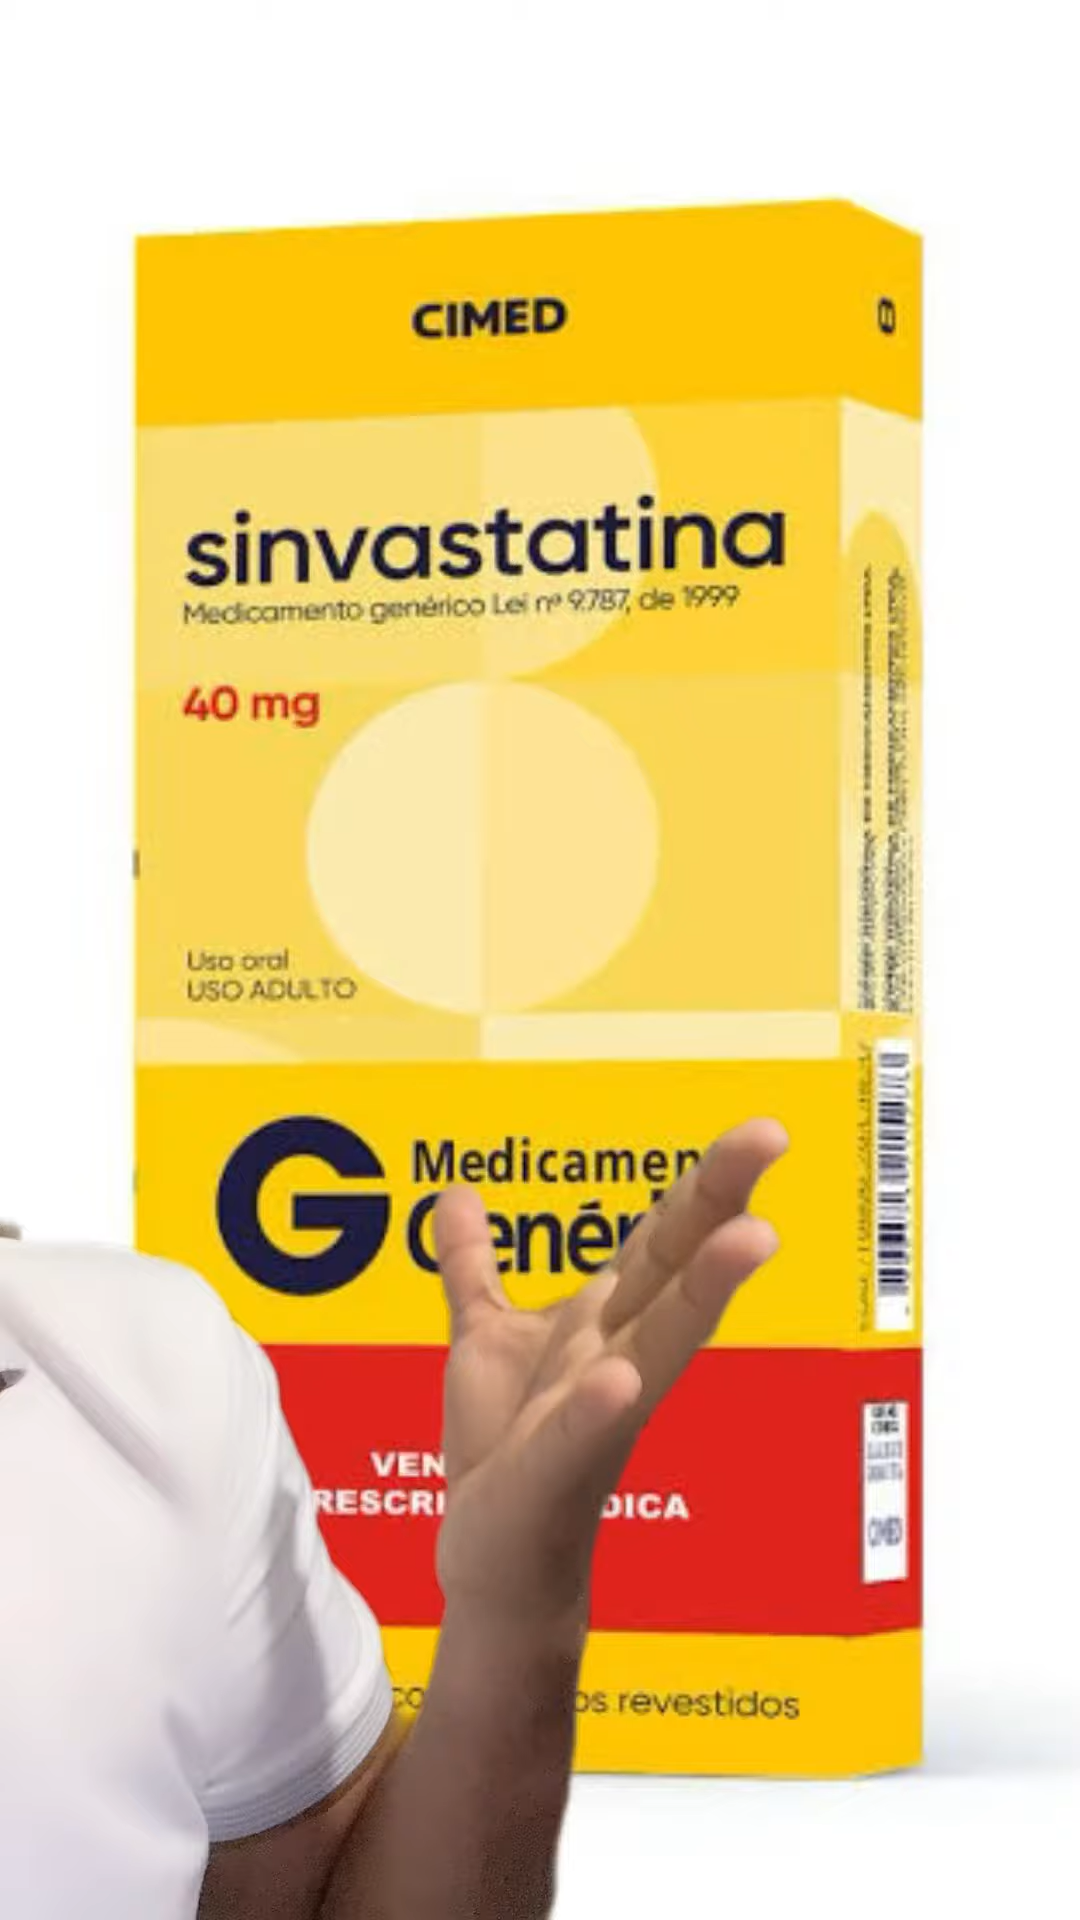 CIMED
sinvastatina
Medicamento genérico Lei nº 9.787, de 1999
40 mg
Uso oral
USO ADULTO
G Medicamen
Genér
VEN
RESCRI DICA
co os revestidos
CIMED